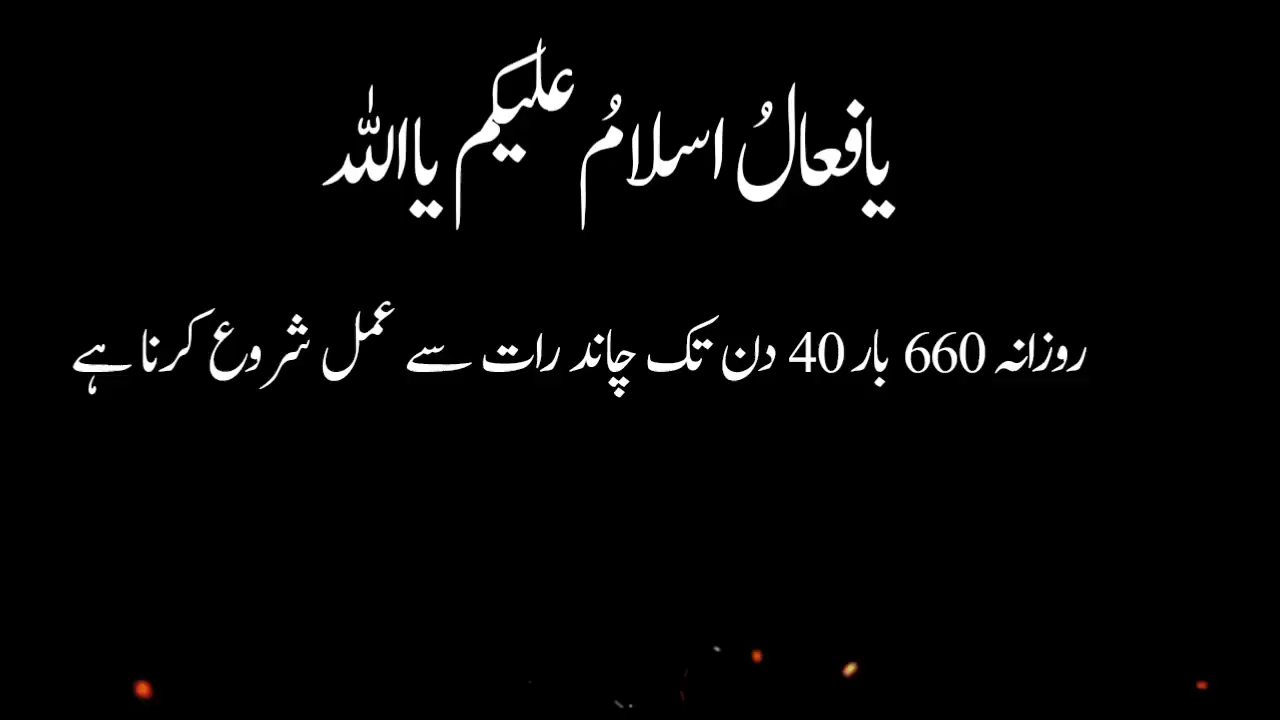 یافعالُ اسلامُ علیکم یااللہ
روزانہ 660 بار 40 دن تک چاند رات سے عمل شروع کرنا ہے